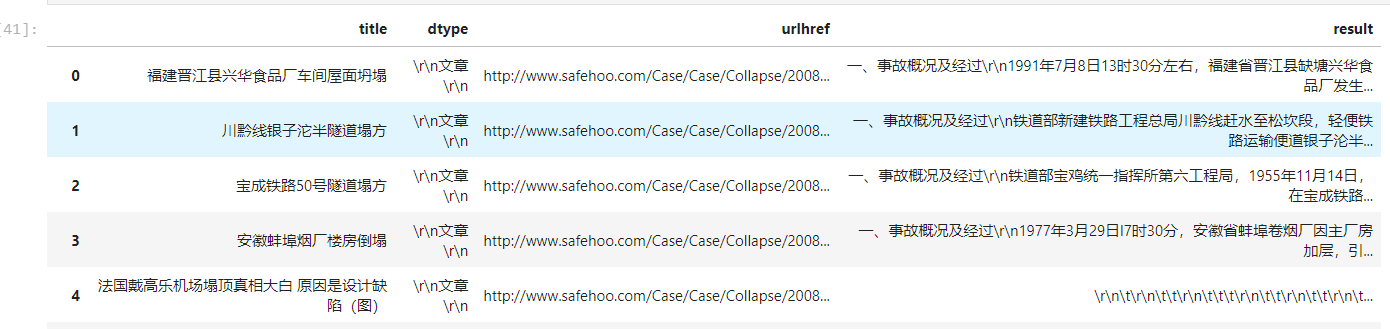 [41]:
title dtype urlhref result
0 福建晋江县兴华食品厂车间屋面坍塌 \r\n文章\r\n http://www.safehoo.com/Case/Case/Collapse/2008... 一、事故概况及经过\r\n1991年7月8日13时30分左右，福建省晋江县缺塘兴华食品厂发生...
1 川黔线银子沱半隧道塌方 \r\n文章\r\n http://www.safehoo.com/Case/Case/Collapse/2008... 一、事故概况及经过\r\n铁道部新建铁路工程总局川黔线赶水至松坎段，轻便铁路运输便道银子沦半...
2 宝成铁路50号隧道塌方 \r\n文章\r\n http://www.safehoo.com/Case/Case/Collapse/2008... 一、事故概况及经过\r\n铁道部宝鸡统一指挥所第六工程局，1955年11月14日，在宝成铁路...
3 安徽蚌埠烟厂楼房倒塌 \r\n文章\r\n http://www.safehoo.com/Case/Case/Collapse/2008... 一、事故概况及经过\r\n1977年3月29日l7时30分，安徽省蚌埠卷烟厂因主厂房加层，引...
4 法国戴高乐机场塌顶真相大白 原因是设计缺陷（图） \r\n文章\r\n http://www.safehoo.com/Case/Case/Collapse/2008... \r\n\t\r\n\t\t\r\n\t\t\t\r\n\t\t\r\n\t\t\r\n\t...